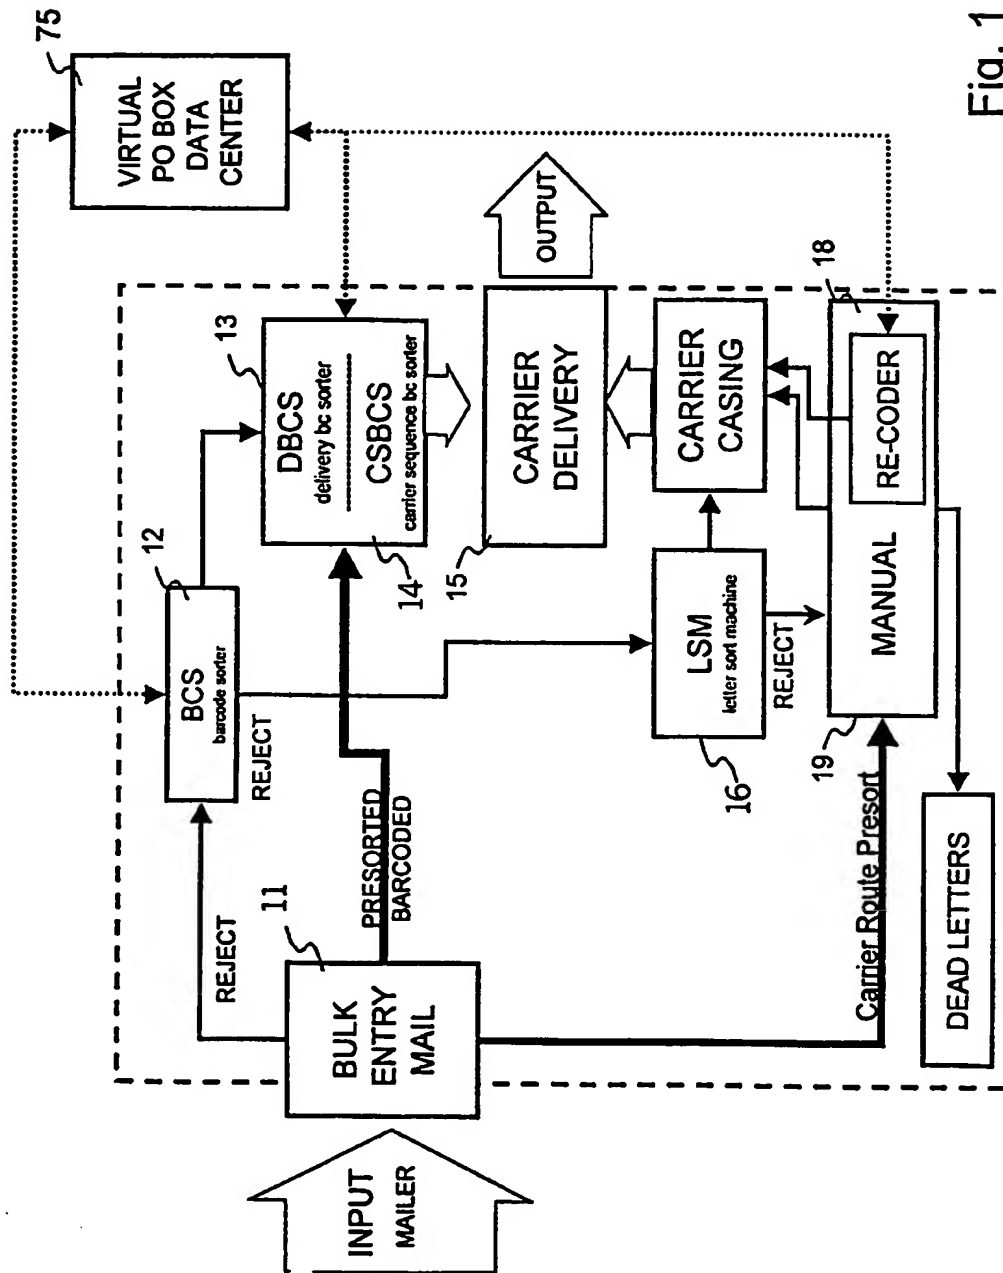 75
VIRTUAL
PO BOX
DATA
CENTER
INPUT
MAILER
11
BULK
ENTRY
MAIL
REJECT
12
BCS
barcode sorter
REJECT
PRESORTED
BARCODED
13
DBCS
delivery bc sorter
CSBCS
carrier sequence bc sorter
14
15
CARRIER
DELIVERY
OUTPUT
16
LSM
letter sort machine
REJECT
CARRIER
CASING
18
RE-CODER
MANUAL
19
Carrier Route Presort
DEAD LETTERS
Fig. 1